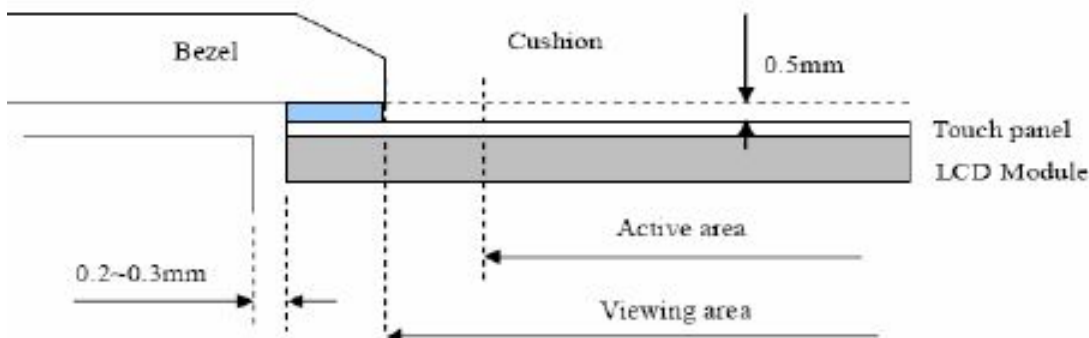 Bezel
Cushion
0.5mm
Touch panel
LCD Module
Active area
0.2~0.3mm
Viewing area